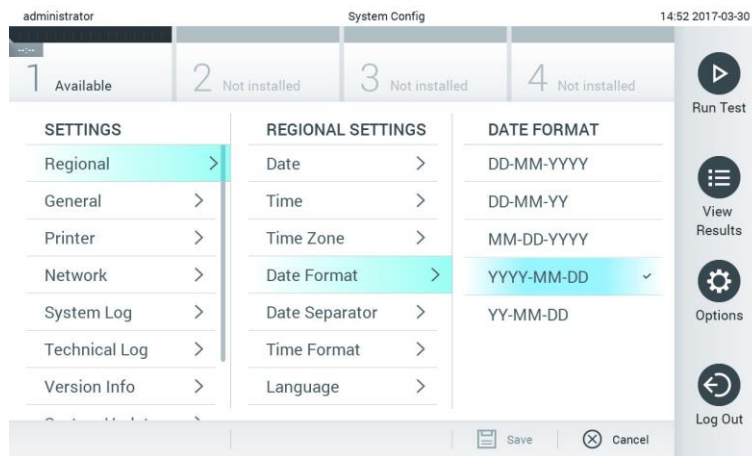 administrator System Config 14:52 2017-03-30
--:--
1 Available 2 Not installed 3 Not installed 4 Not installed
Run Test
SETTINGS REGIONAL SETTINGS DATE FORMAT
Regional Date DD-MM-YYYY
General Time DD-MM-YY
View
Results
Printer Time Zone MM-DD-YYYY
Network Date Format YYYY-MM-DD
System Log Date Separator YY-MM-DD
Options
Technical Log Time Format
Version Info Language
Log Out
Save Cancel